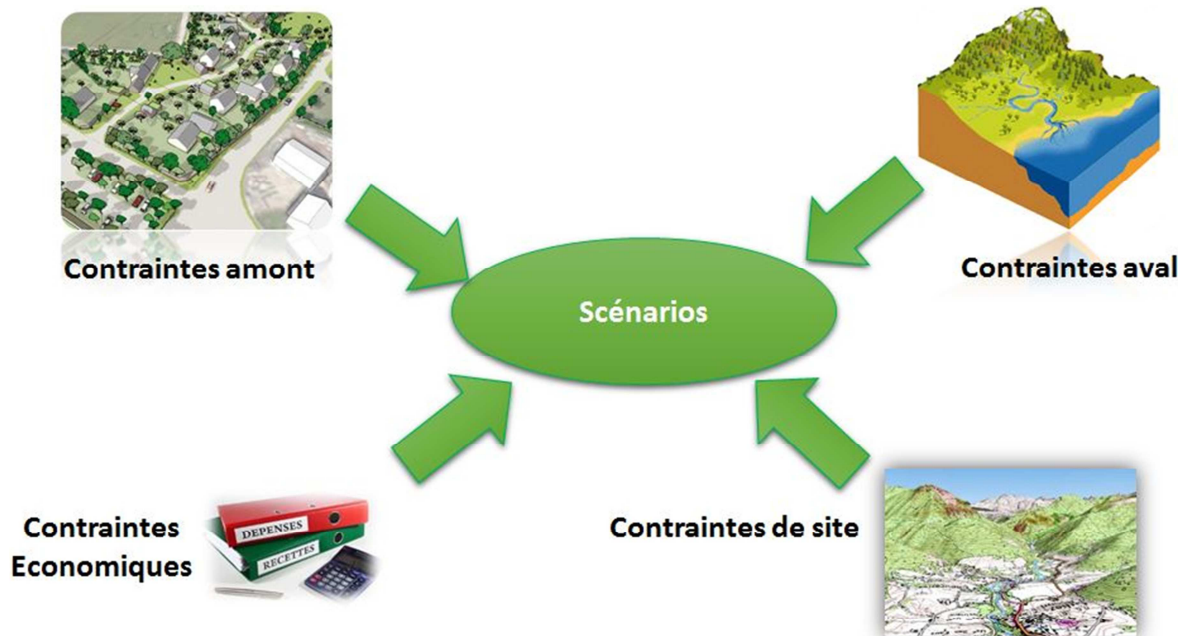 Contraintes amont
Contraintes aval
Scénarios
Contraintes
Economiques
DEPENSES
RECETTES
Contraintes de site